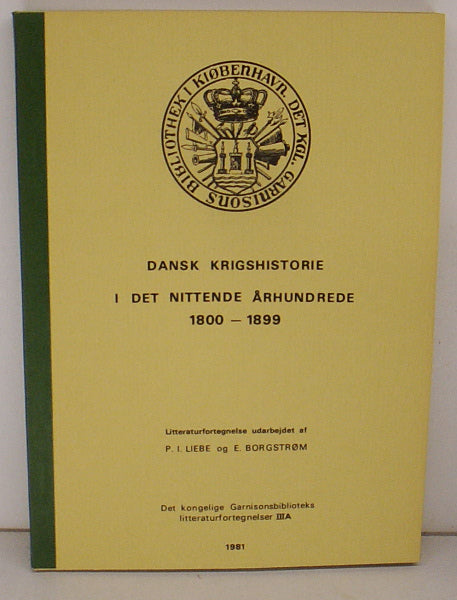 DET KGL. GARNISONS BIBLIOTHEK I KIØBENHAVN.
DANSK KRIGSHISTORIE
I DET NITTENDE ÅRHUNDREDE
1800 – 1899
Litteraturfortegnelse udarbejdet af
P. I. LIEBE og E. BORGSTRØM
Det kongelige Garnisonsbiblioteks
litteraturfortegnelser IIIA
1981